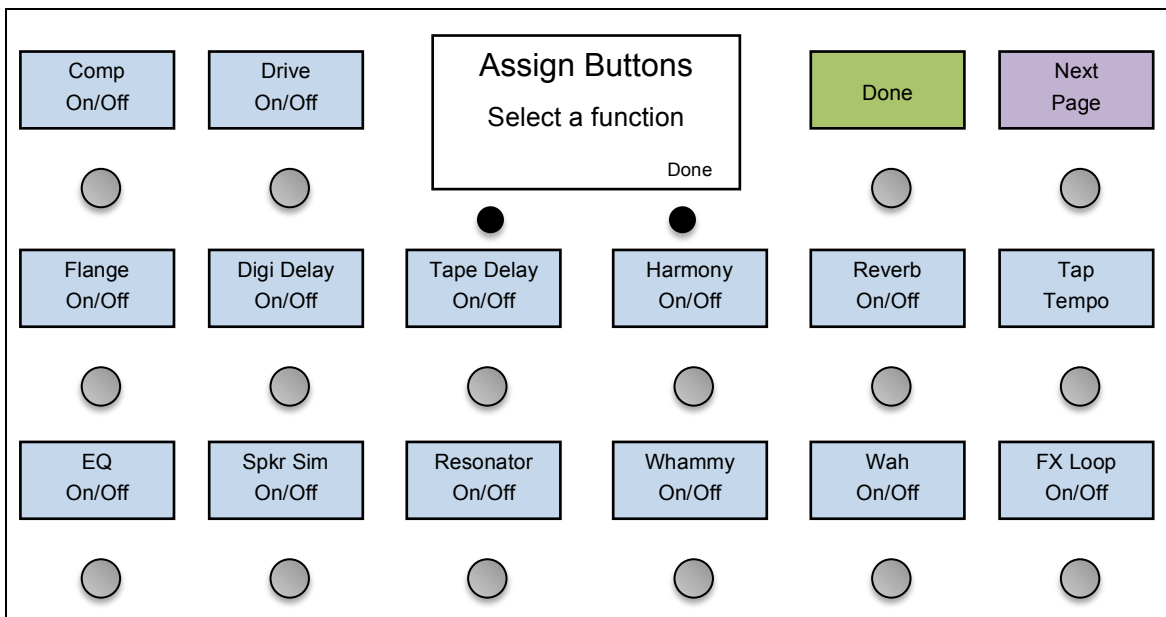 Comp
On/Off
Drive
On/Off
Assign Buttons
Select a function
Done
Done
Next
Page
Flange
On/Off
Digi Delay
On/Off
Tape Delay
On/Off
Harmony
On/Off
Reverb
On/Off
Tap
Tempo
EQ
On/Off
Spkr Sim
On/Off
Resonator
On/Off
Whammy
On/Off
Wah
On/Off
FX Loop
On/Off